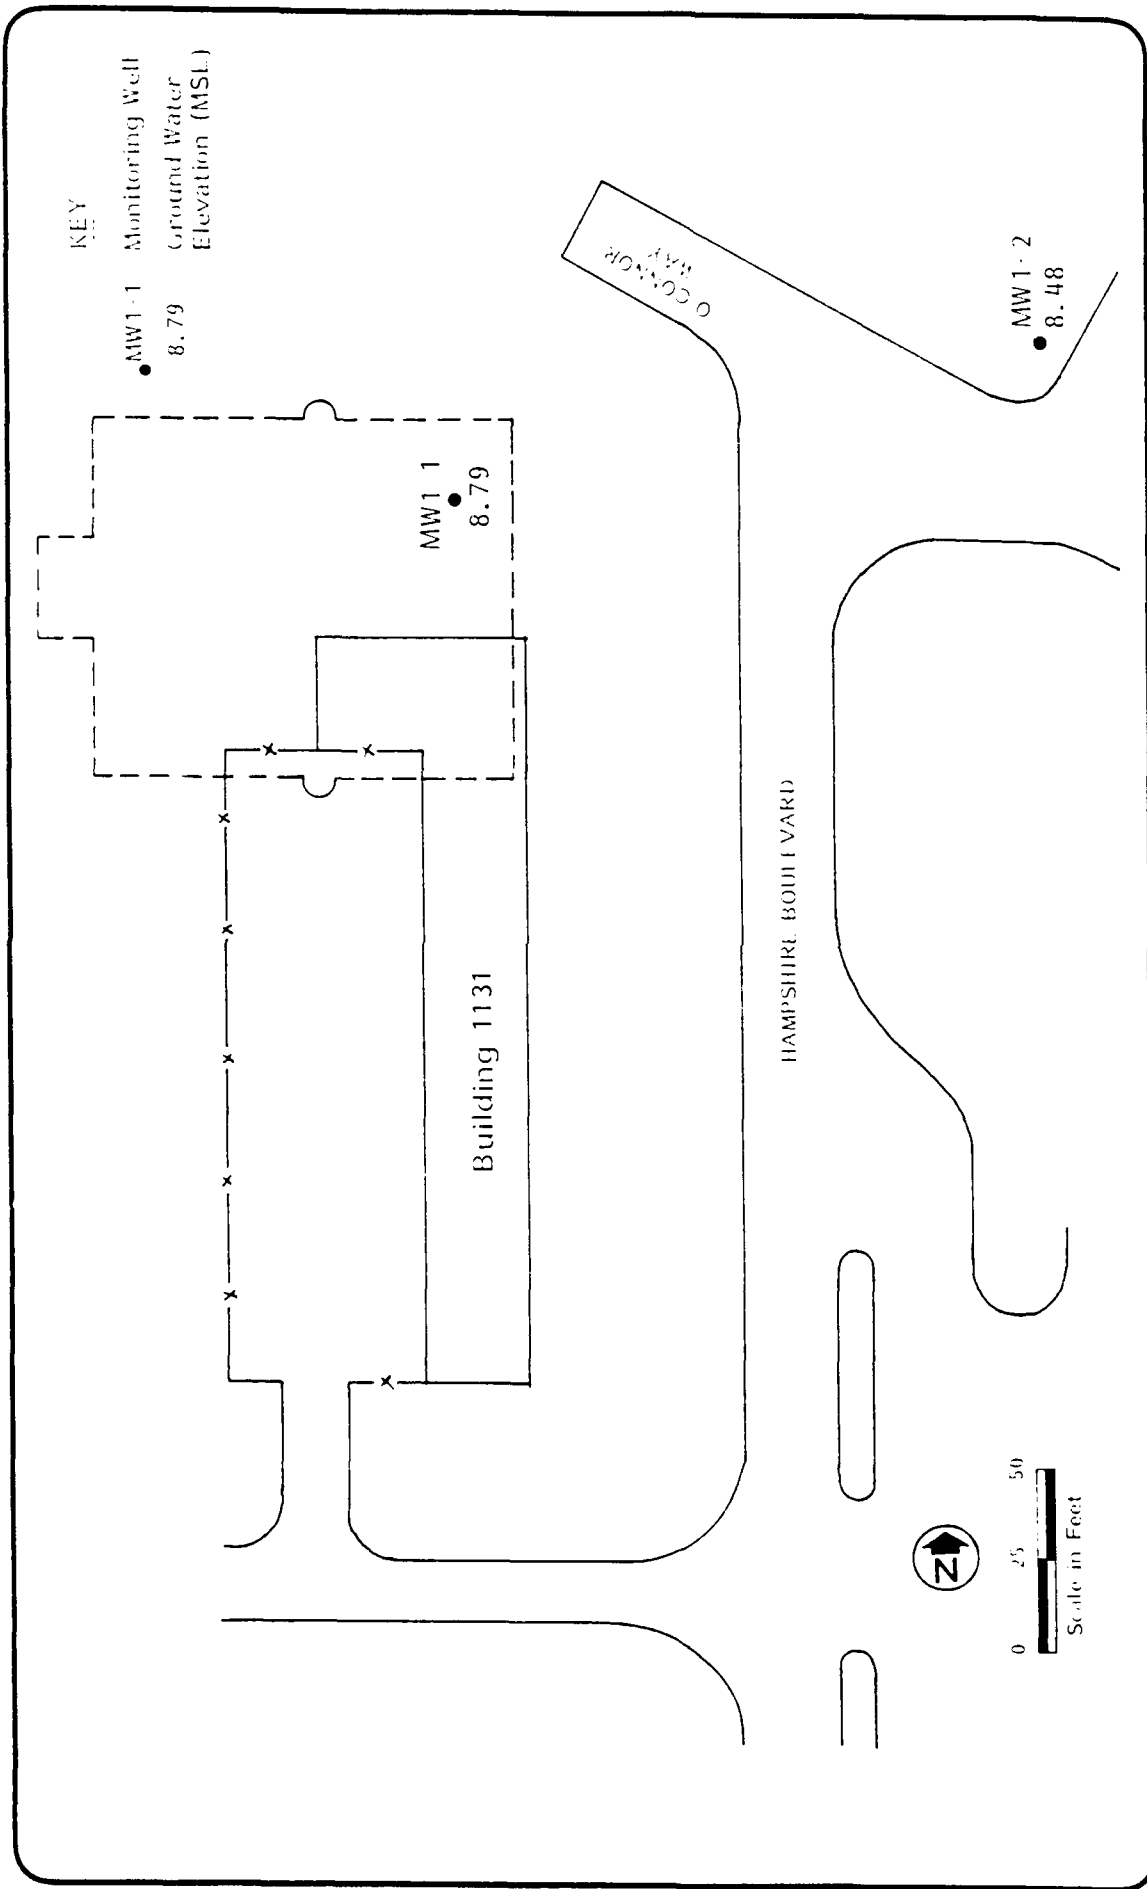 KEY
MW1-1 Monitoring Well
8.79 Ground Water
Elevation (MSL)
MW1 1
8.79
O CONNOR
WAY
MW1-2
8.48
Building 1131
HAMPSHIRE BOULEVARD
N
0 25 50
Scale in Feet